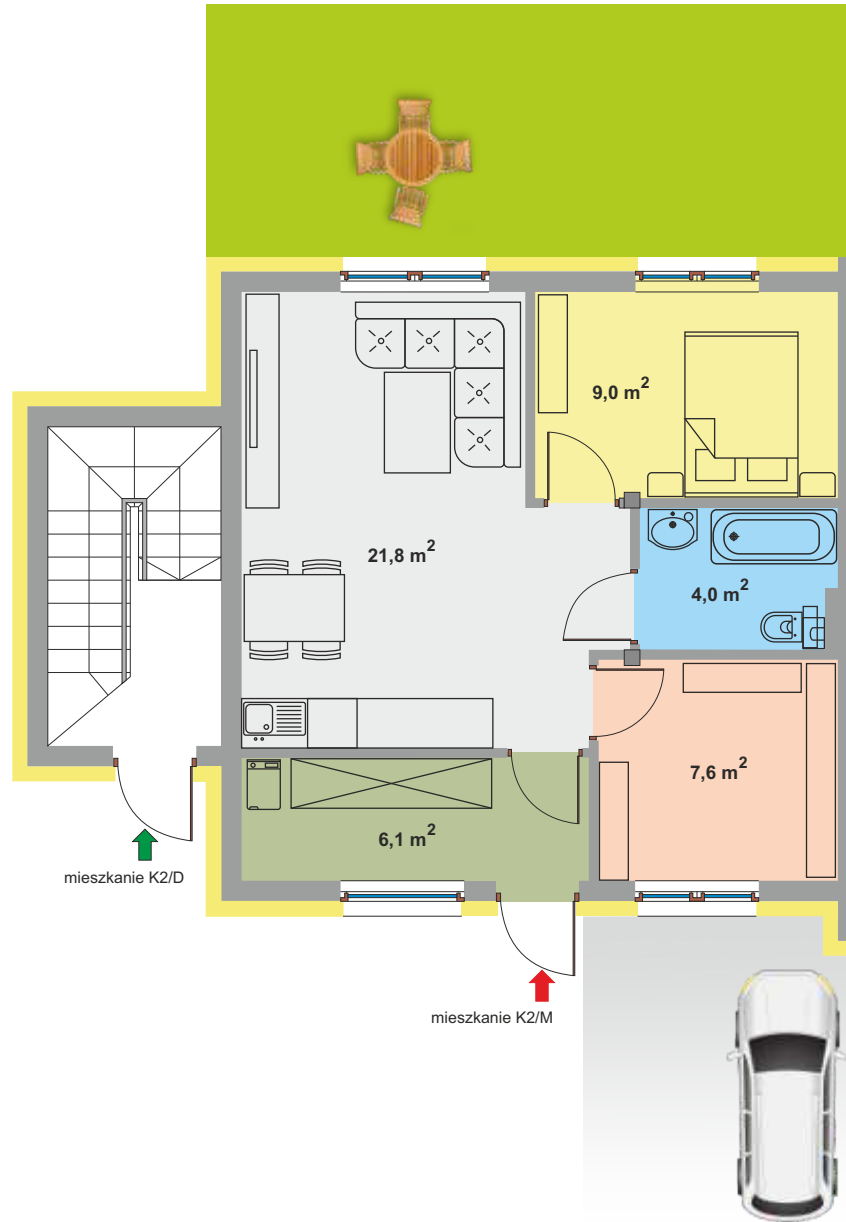 9,0 m²
21,8 m²
4,0 m²
7,6 m²
6,1 m²
mieszkanie K2/D
mieszkanie K2/M